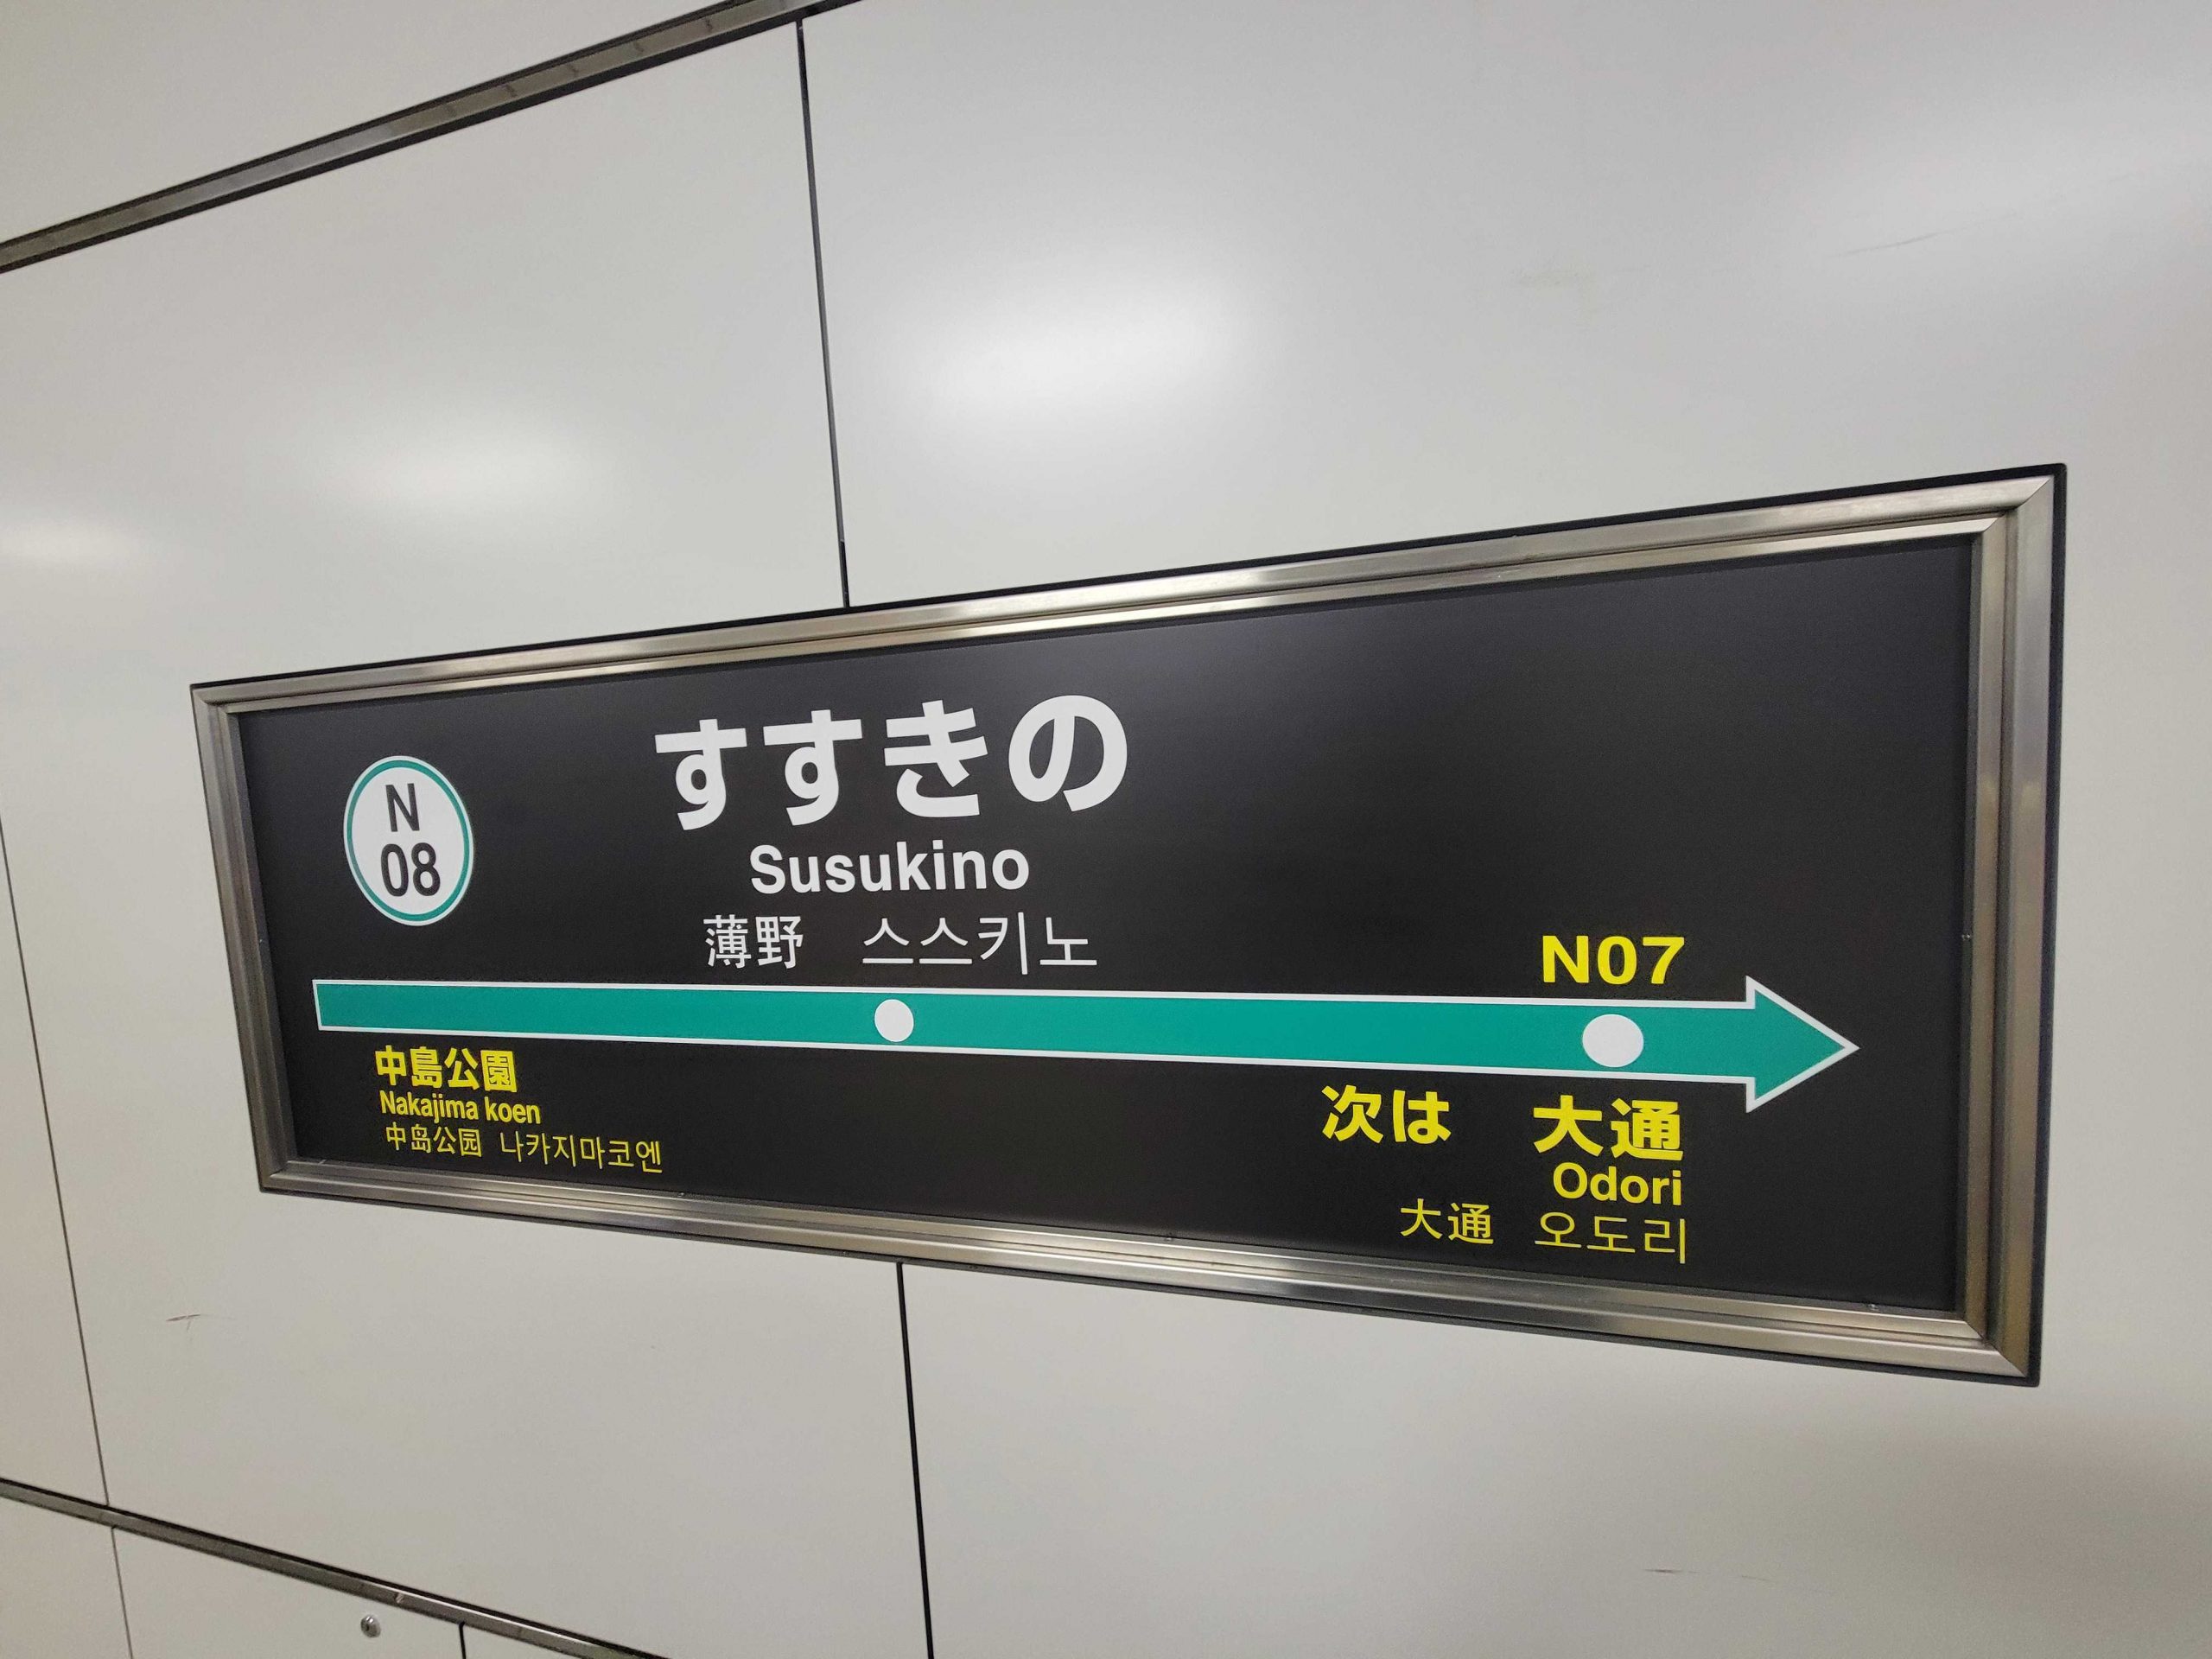 N
08
すすきの
Susukino
薄野 스스키노
N07
中島公園
Nakajima koen
中岛公园 나카지마코엔
次は 大通
Odori
大通 오도리